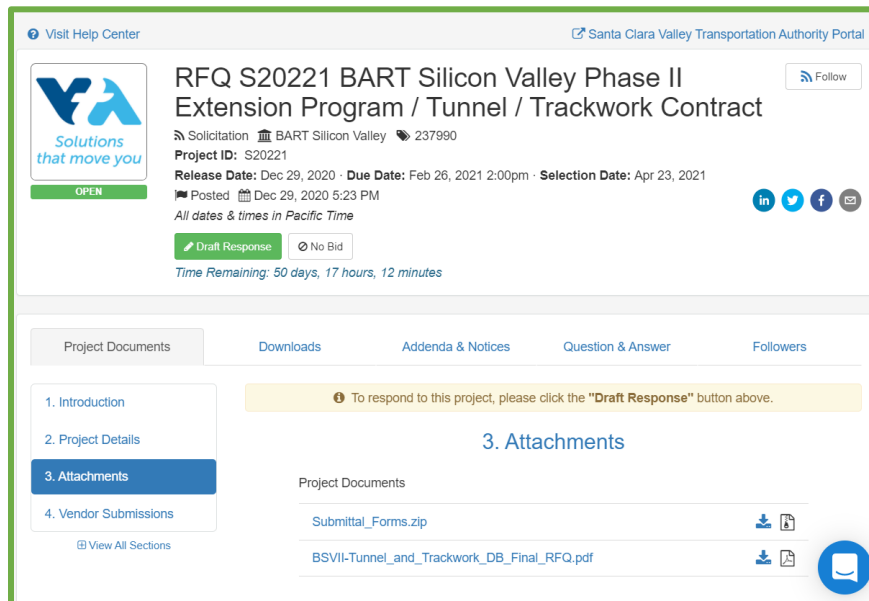 Visit Help Center
Santa Clara Valley Transportation Authority Portal
VTA
Solutions
that move you
OPEN
RFQ S20221 BART Silicon Valley Phase II
Extension Program / Tunnel / Trackwork Contract
Follow
Solicitation BART Silicon Valley 237990
Project ID: S20221
Release Date: Dec 29, 2020 · Due Date: Feb 26, 2021 2:00pm · Selection Date: Apr 23, 2021
Posted Dec 29, 2020 5:23 PM
All dates & times in Pacific Time
Draft Response No Bid
Time Remaining: 50 days, 17 hours, 12 minutes
Project Documents Downloads Addenda & Notices Question & Answer Followers
1. Introduction
2. Project Details
3. Attachments
4. Vendor Submissions
View All Sections
To respond to this project, please click the "Draft Response" button above.
3. Attachments
Project Documents
Submittal_Forms.zip
BSVII-Tunnel_and_Trackwork_DB_Final_RFQ.pdf